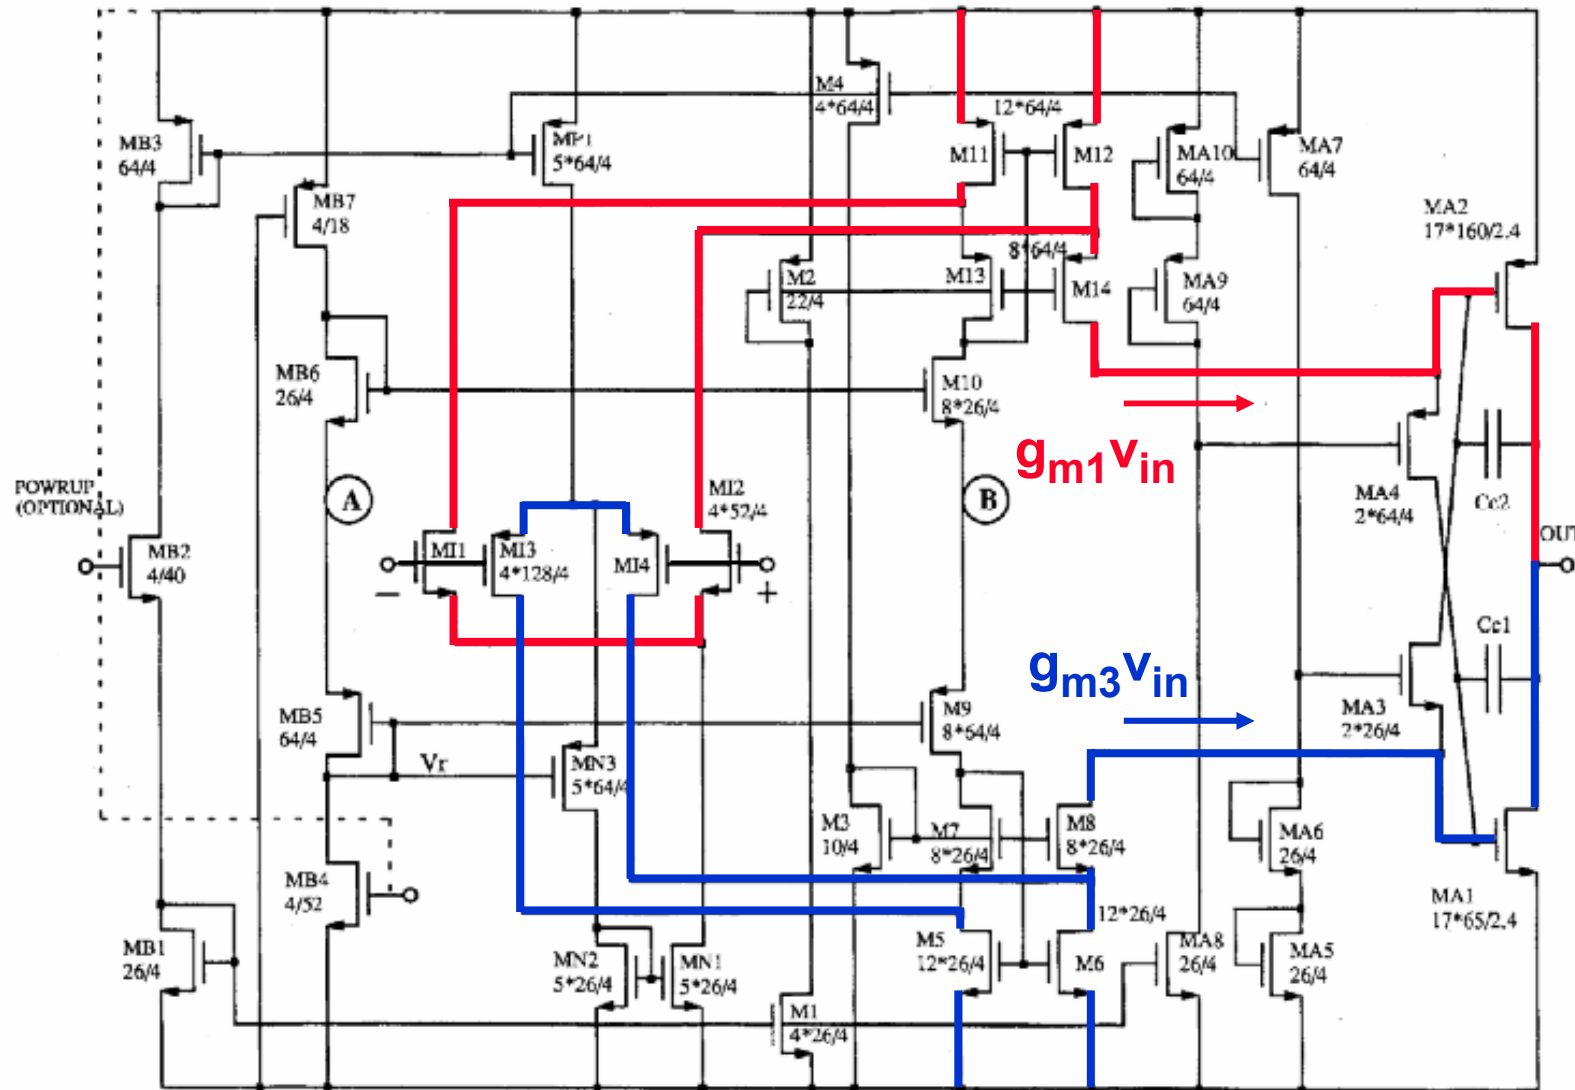 M4
4*64/4
12*64/4
MB3
64/4
MP1
5*64/4
M11
M12
MA10
64/4
MA7
64/4
MB7
4/18
MA2
17*160/2.4
8*64/4
M2
22/4
M13
M14
MA9
64/4
MB6
26/4
M10
8*26/4
gm1vin
POWRUP
(OPTIONAL)
A
B
MI2
4*52/4
MA4
2*64/4
Cc2
OUT
MB2
4/40
MI1
MI3
4*128/4
MI4
−
+
Cc1
gm3vin
MB5
64/4
Vr
M9
8*64/4
MA3
2*26/4
MN3
5*64/4
M3
10/4
M7
8*26/4
M8
8*26/4
MA6
26/4
MB4
4/52
MA1
17*65/2.4
12*26/4
MB1
26/4
MN2
5*26/4
MN1
5*26/4
M5
12*26/4
M6
MA8
26/4
MA5
26/4
M1
4*26/4